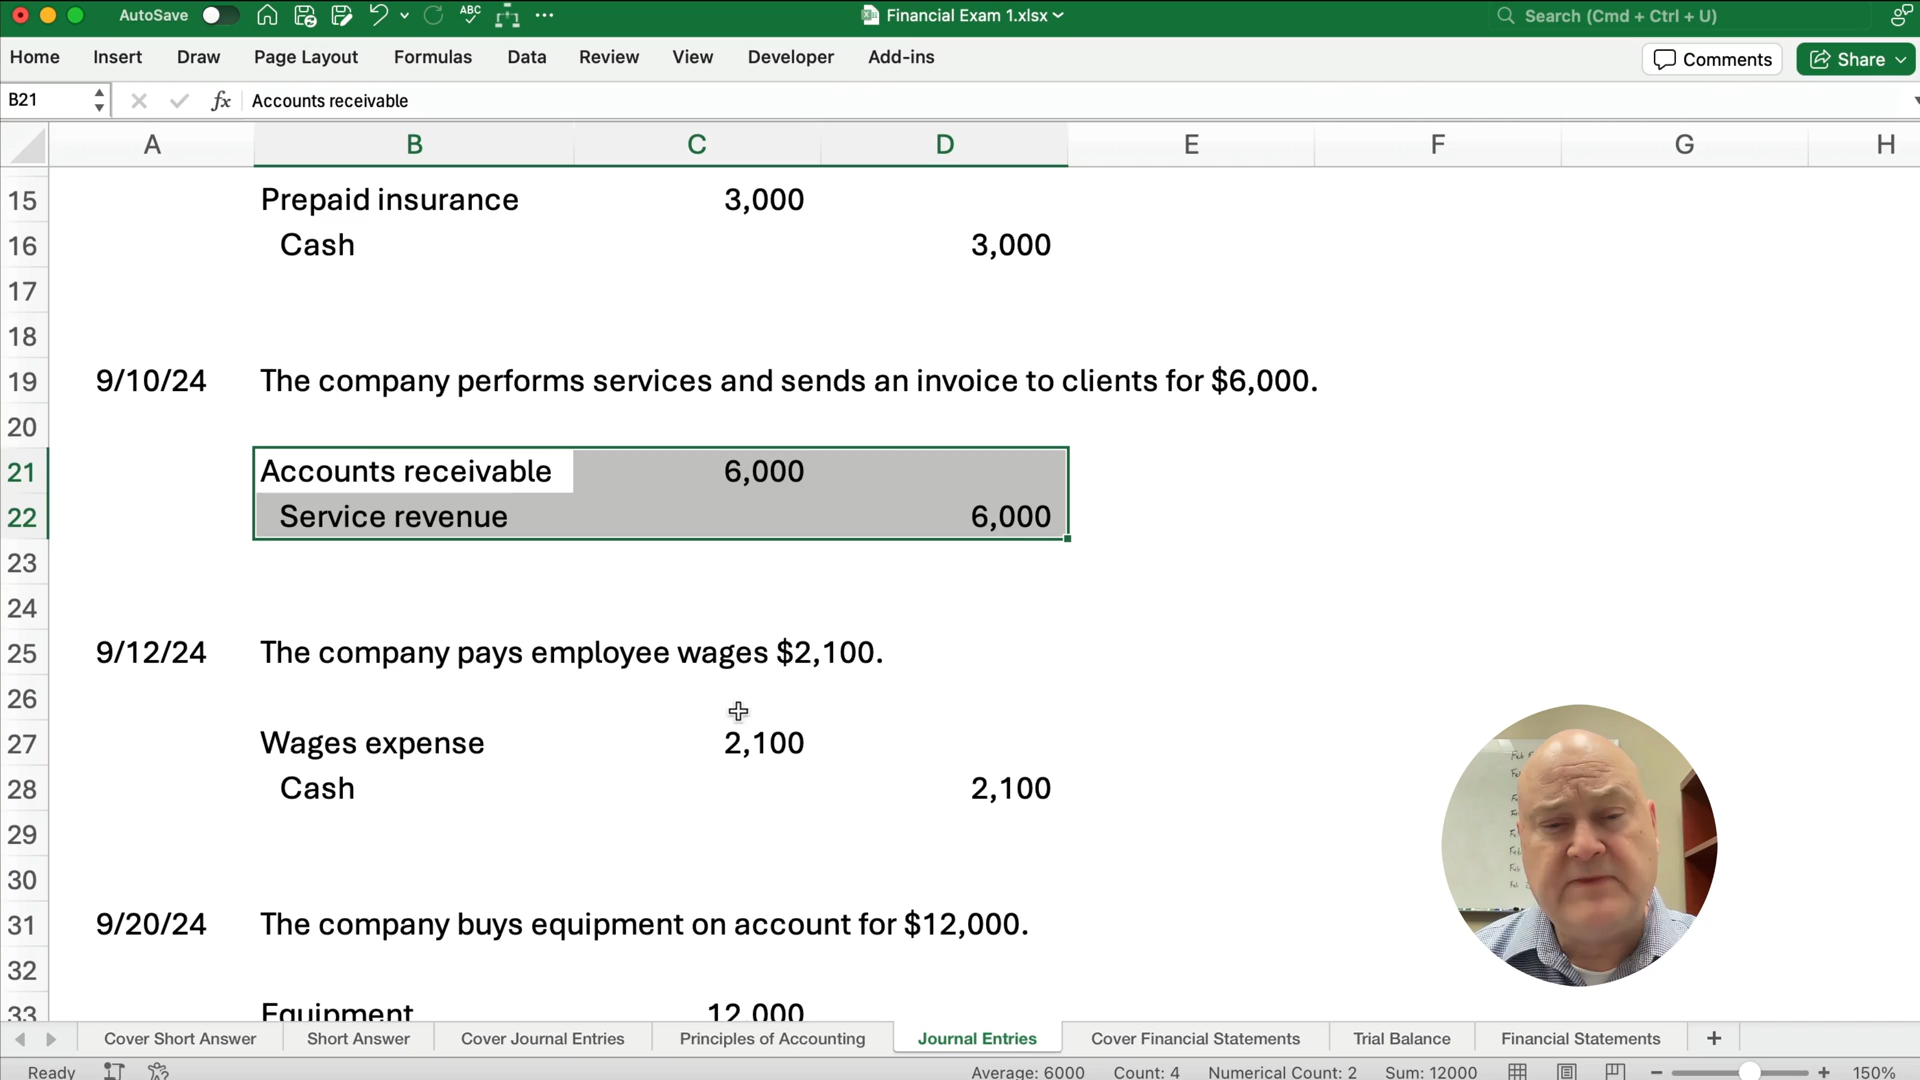 AutoSave
ABC
Financial Exam 1.xlsx
Search (Cmd + Ctrl + U)
Home Insert Draw Page Layout Formulas Data Review View Developer Add-ins
Comments
Share
B21
fx
Accounts receivable
A B C D E F G H
15 Prepaid insurance 3,000
16 Cash 3,000
17
18
19 9/10/24 The company performs services and sends an invoice to clients for $6,000.
20
21 Accounts receivable 6,000
22 Service revenue 6,000
23
24
25 9/12/24 The company pays employee wages $2,100.
26
27 Wages expense 2,100
28 Cash 2,100
29
30
31 9/20/24 The company buys equipment on account for $12,000.
32
33 Equipment 12,000
Cover Short Answer Short Answer Cover Journal Entries Principles of Accounting Journal Entries Cover Financial Statements Trial Balance Financial Statements
Ready Average: 6000 Count: 4 Numerical Count: 2 Sum: 12000 150%